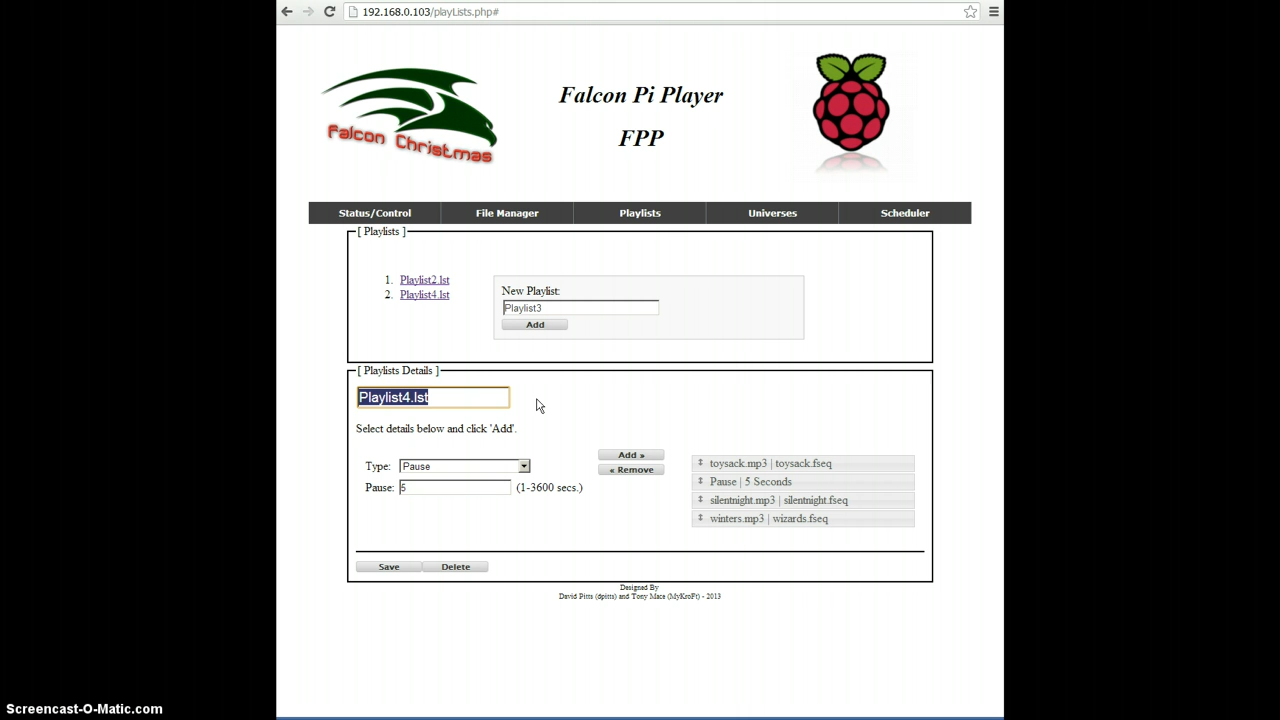 192.168.0.103/playLists.php#
Falcon Christmas
Falcon Pi Player
FPP
Status/Control File Manager Playlists Universes Scheduler
[ Playlists ]
1. Playlist2.lst
2. Playlist4.lst
New Playlist:
Playlist3
Add
[ Playlists Details ]
Playlist4.lst
Select details below and click 'Add'.
Type: Pause
Pause: 5 (1-3600 secs.)
Add »
« Remove
toysack.mp3 | toysack.fseq
Pause | 5 Seconds
silentnight.mp3 | silentnight.fseq
winters.mp3 | wizards.fseq
Save Delete
Designed By
David Pitts (dpitts) and Tony Mace (MyKroFt) - 2013
Screencast-O-Matic.com